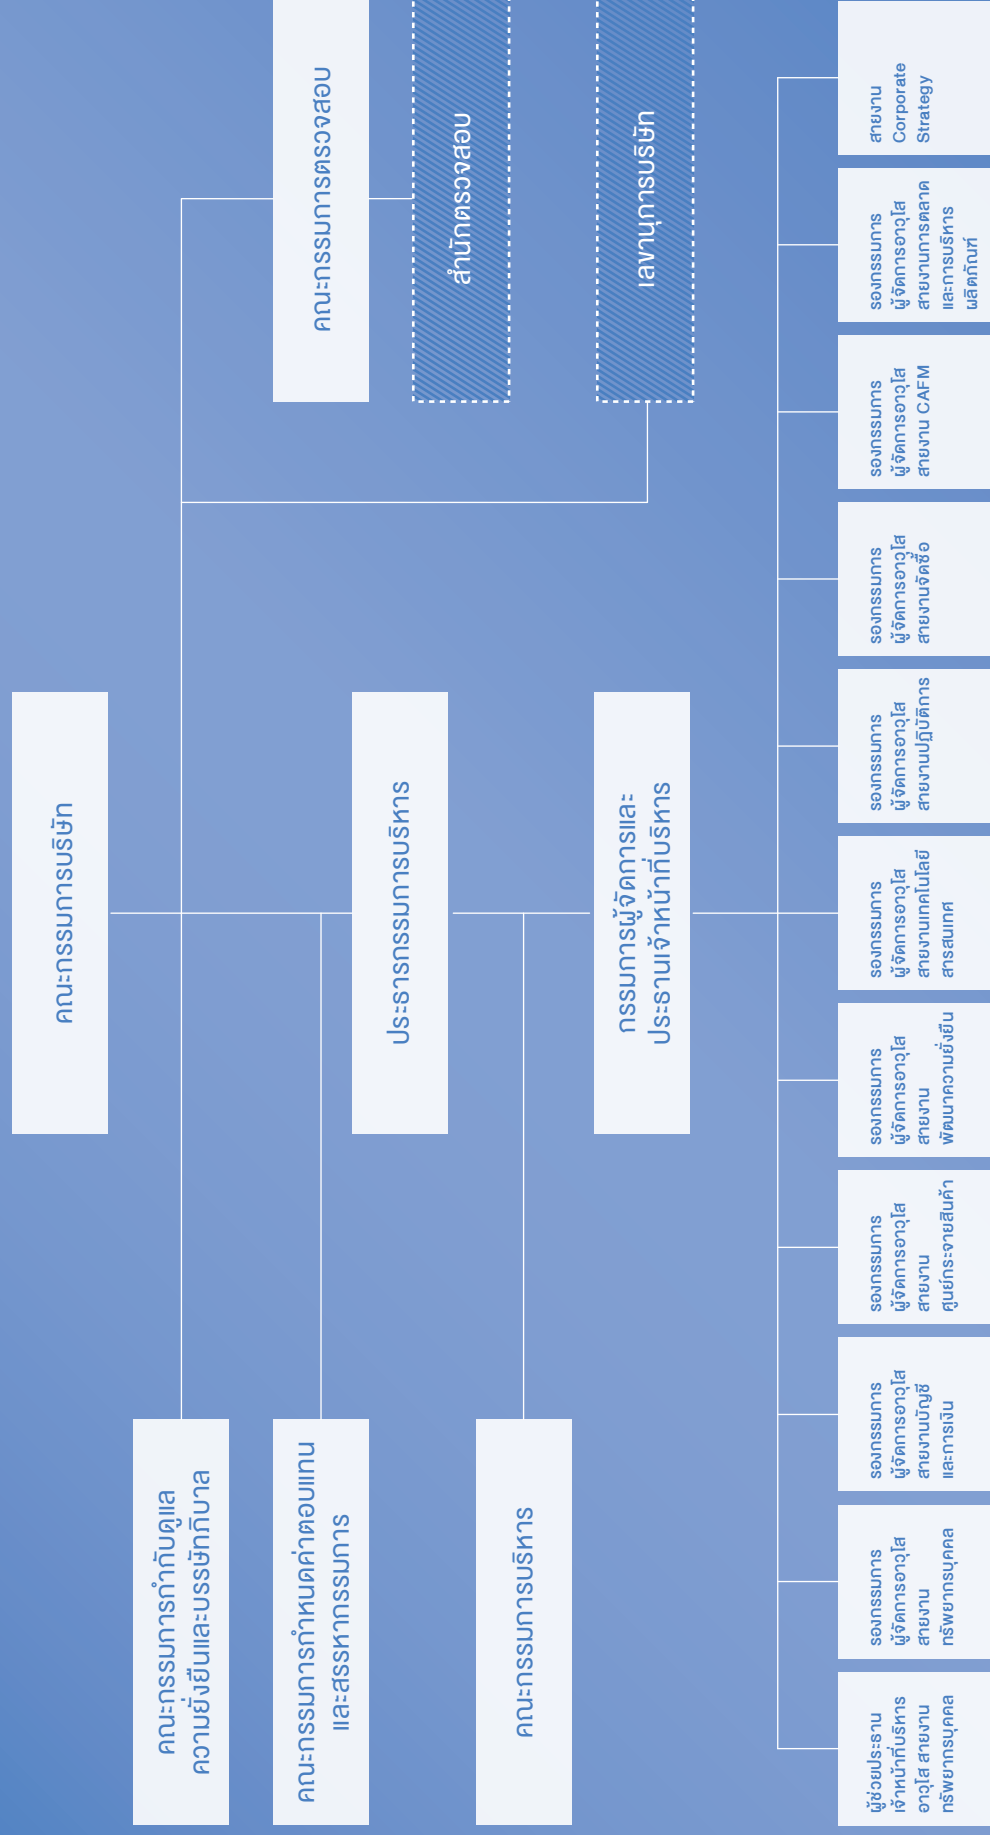 คณะกรรมการบริษัท
คณะกรรมการกำกับดูแล
ความยั่งยืนและบรรษัทภิบาล
คณะกรรมการกำหนดค่าตอบแทน
และสรรหากรรมการ
คณะกรรมการตรวจสอบ
ประธารกรรมการบริหาร
สำนักตรวจสอบ
คณะกรรมการบริหาร
กรรมการผู้จัดการและ
ประธานเจ้าหน้าที่บริหาร
เลขานุการบริษัท
ผู้ช่วยประธาน
เจ้าหน้าที่บริหาร
อาวุโส สายงาน
ทรัพยากรบุคคล
รองกรรมการ
ผู้จัดการอาวุโส
สายงาน
ทรัพยากรบุคคล
รองกรรมการ
ผู้จัดการอาวุโส
สายงานบัญชี
และการเงิน
รองกรรมการ
ผู้จัดการอาวุโส
สายงาน
ศูนย์กระจายสินค้า
รองกรรมการ
ผู้จัดการอาวุโส
สายงาน
พัฒนาความยั่งยืน
รองกรรมการ
ผู้จัดการอาวุโส
สายงานเทคโนโลยี
สารสนเทศ
รองกรรมการ
ผู้จัดการอาวุโส
สายงานปฏิบัติการ
รองกรรมการ
ผู้จัดการอาวุโส
สายงานจัดซื้อ
รองกรรมการ
ผู้จัดการอาวุโส
สายงาน CAFM
รองกรรมการ
ผู้จัดการอาวุโส
สายงานการตลาด
และการบริหาร
ผลิตภัณฑ์
สายงาน
Corporate
Strategy